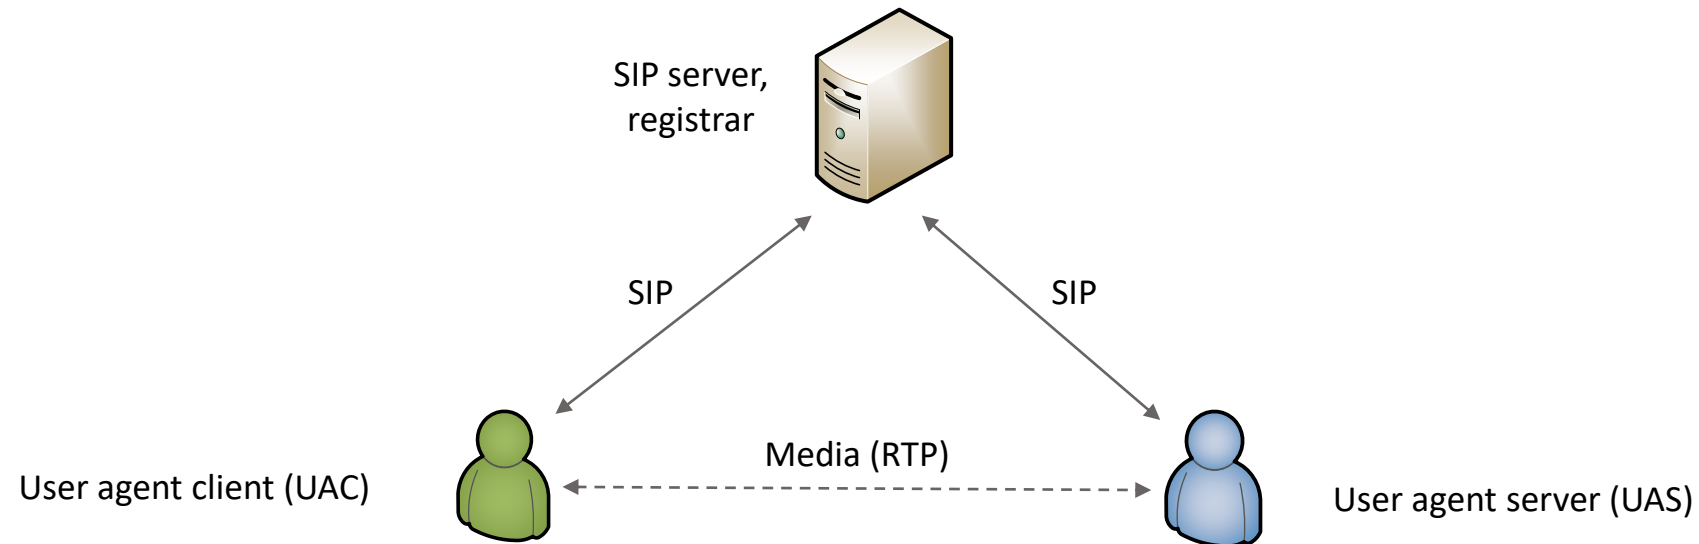 SIP server,
registrar
SIP
SIP
Media (RTP)
User agent client (UAC)
User agent server (UAS)